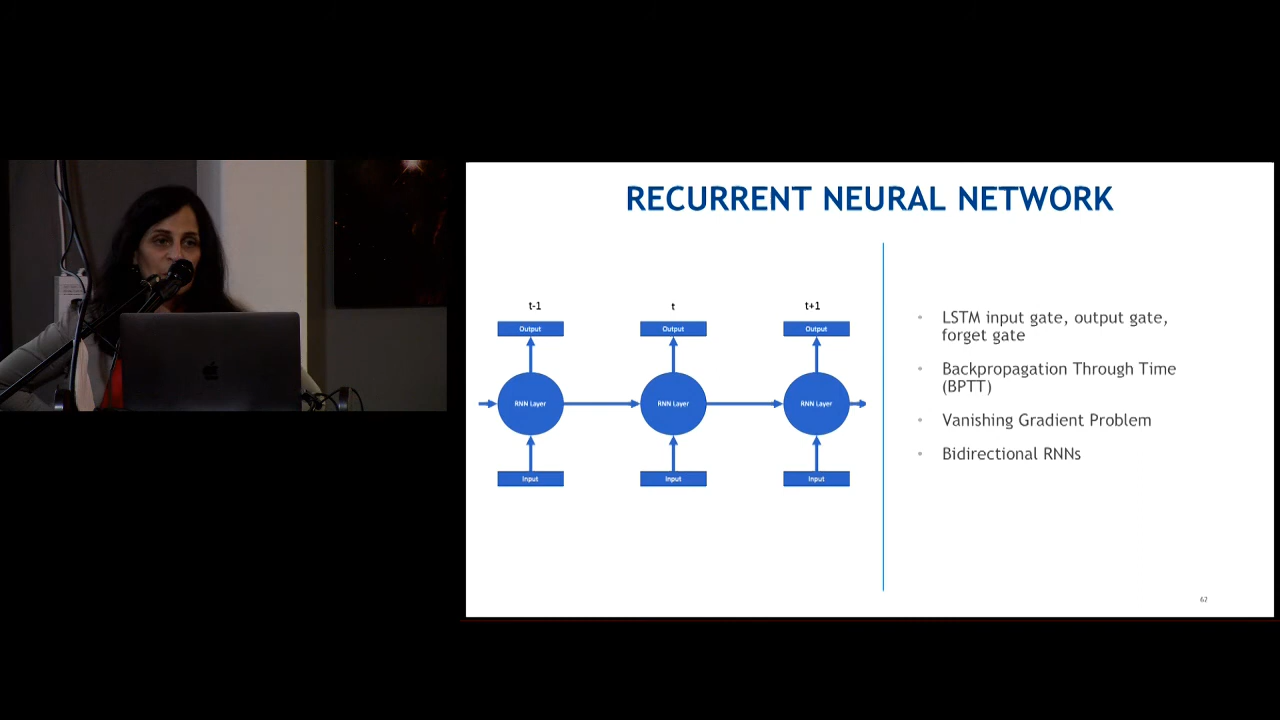 RECURRENT NEURAL NETWORK
t-1
t
t+1
Output
Output
Output
RNN Layer
RNN Layer
RNN Layer
Input
Input
Input
• LSTM input gate, output gate,
forget gate
• Backpropagation Through Time
(BPTT)
• Vanishing Gradient Problem
• Bidirectional RNNs
67